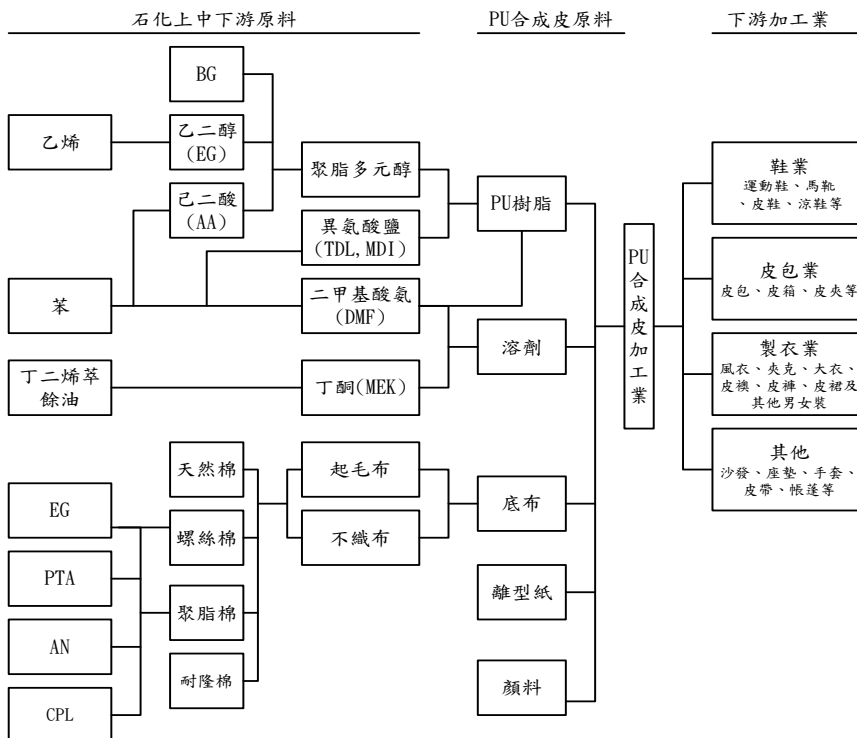 石化上中下游原料
PU合成皮原料
下游加工業
BG
乙烯
乙二醇
(EG)
己二酸
(AA)
聚脂多元醇
異氨酸鹽
(TDL,MDI)
苯
二甲基酸氨
(DMF)
丁二烯萃
餘油
丁酮(MEK)
PU樹脂
溶劑
天然棉
起毛布
EG
螺絲棉
不織布
底布
PTA
聚脂棉
離型紙
AN
耐隆棉
CPL
顏料
PU
合
成
皮
加
工
業
鞋業
運動鞋、馬靴
、皮鞋、涼鞋等
皮包業
皮包、皮箱、皮夾等
製衣業
風衣、夾克、大衣、
皮襖、皮褲、皮裙及
其他男女裝
其他
沙發、座墊、手套、
皮帶、帳蓬等